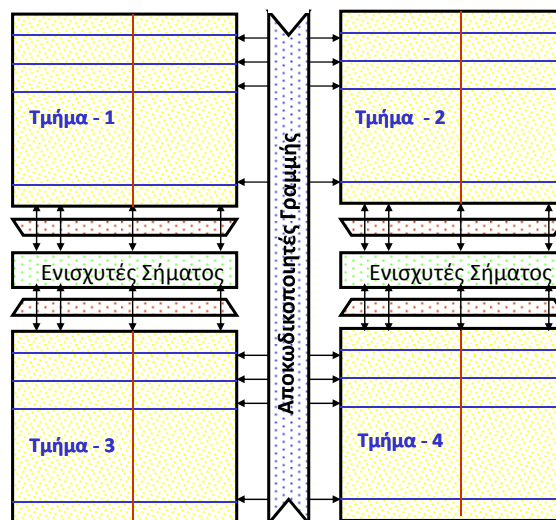 Τμήμα - 1
Τμήμα - 2
Αποκωδικοποιητές Γραμμής
Ενισχυτές Σήματος
Ενισχυτές Σήματος
Τμήμα - 3
Τμήμα - 4